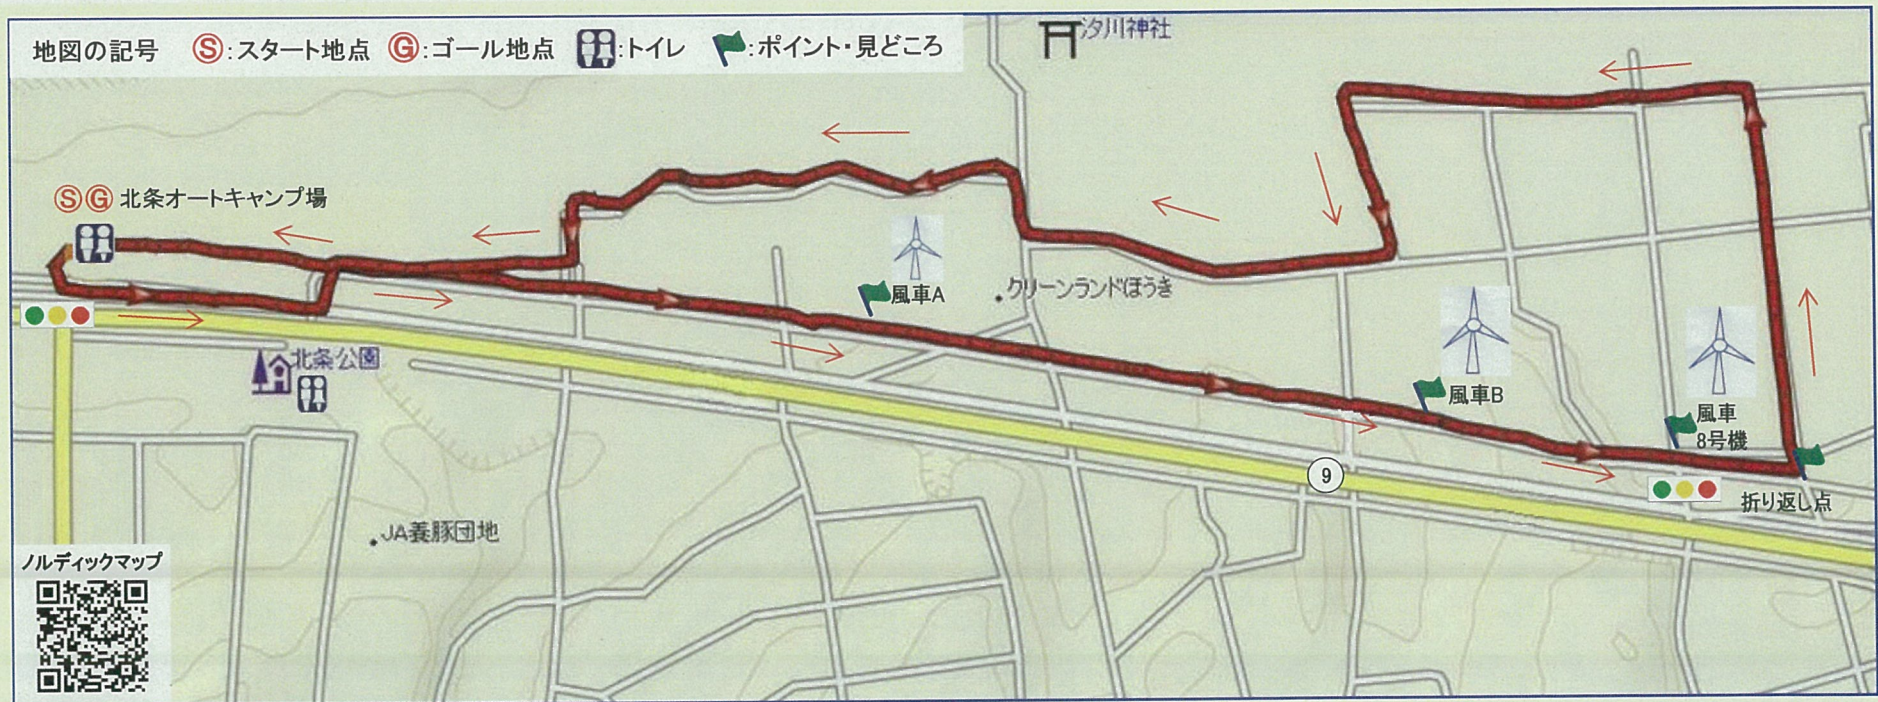 地図の記号 Ⓢ:スタート地点 Ⓖ:ゴール地点 :トイレ :ポイント・見どころ
汐川神社
ⓈⒼ 北条オートキャンプ場
風車A
クリーンランドほうき
北条公園
風車B
風車
8号機
9
折り返し点
JA養豚団地
ノルディックマップ